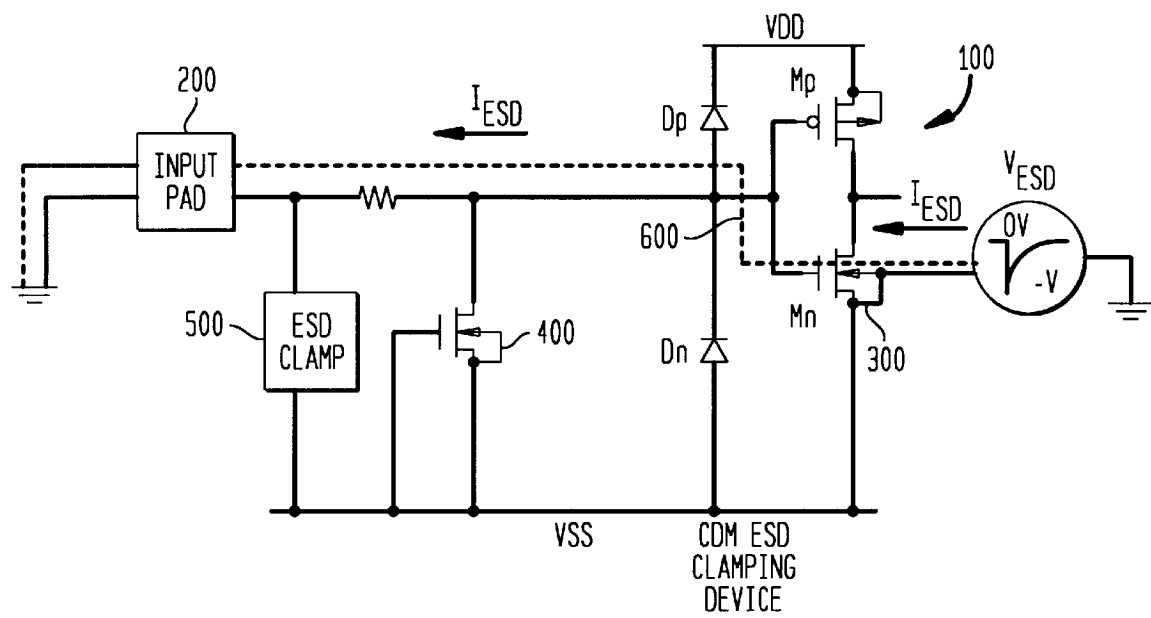 VDD
200
I_ESD
Mp
100
Dp
INPUT
PAD
V_ESD
I_ESD
0V
600
-V
500
ESD
CLAMP
400
Mn
300
Dn
VSS
CDM ESD
CLAMPING
DEVICE